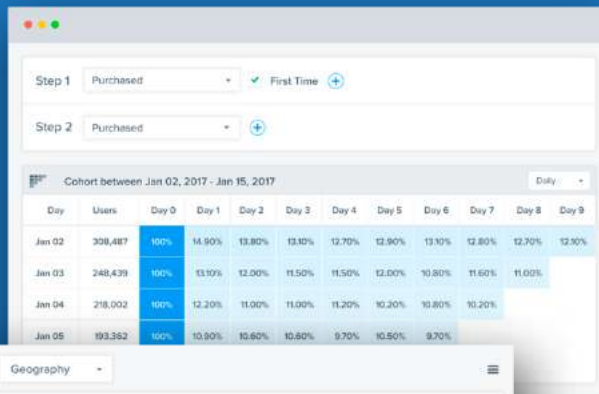 Step 1 Purchased First Time
Step 2 Purchased
Cohort between Jan 02, 2017 - Jan 15, 2017 Daily
Day Users Day 0 Day 1 Day 2 Day 3 Day 4 Day 5 Day 6 Day 7 Day 8 Day 9
Jan 02 308,487 100% 14.90% 13.80% 13.10% 12.70% 12.90% 13.10% 12.80% 12.70% 12.10%
Jan 03 248,439 100% 13.10% 12.00% 11.50% 11.50% 12.00% 10.80% 11.60% 11.00%
Jan 04 218,002 100% 12.20% 11.00% 11.00% 11.20% 10.20% 10.80% 10.20%
Jan 05 193,362 100% 10.90% 10.60% 10.60% 9.70% 10.50% 9.70%
Geography